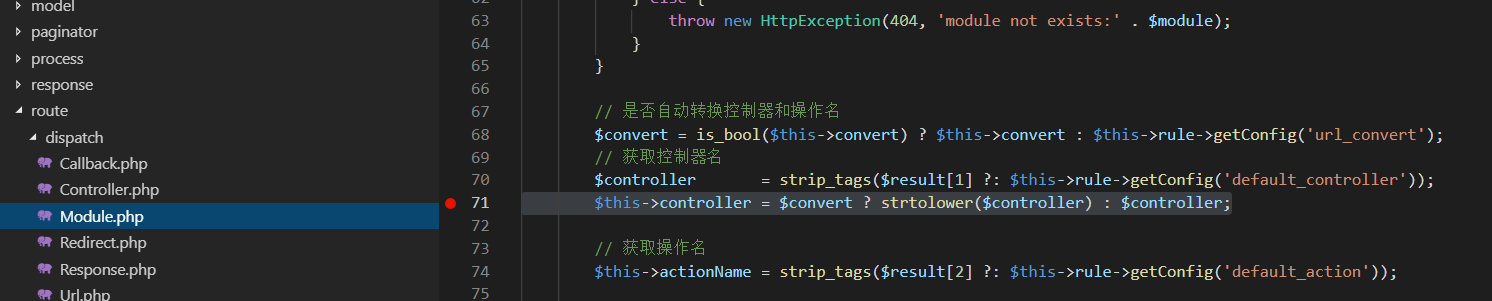 model
paginator
process
response
route
dispatch
Callback.php
Controller.php
Module.php
Redirect.php
Response.php
Url.php
62 } else {
63 throw new HttpException(404, 'module not exists:' . $module);
64 }
65 }
66
67 // 是否自动转换控制器和操作名
68 $convert = is_bool($this->convert) ? $this->convert : $this->rule->getConfig('url_convert');
69 // 获取控制器名
70 $controller       = strip_tags($result[1] ?: $this->rule->getConfig('default_controller'));
71 $this->controller = $convert ? strtolower($controller) : $controller;
72
73 // 获取操作名
74 $this->actionName = strip_tags($result[2] ?: $this->rule->getConfig('default_action'));
75